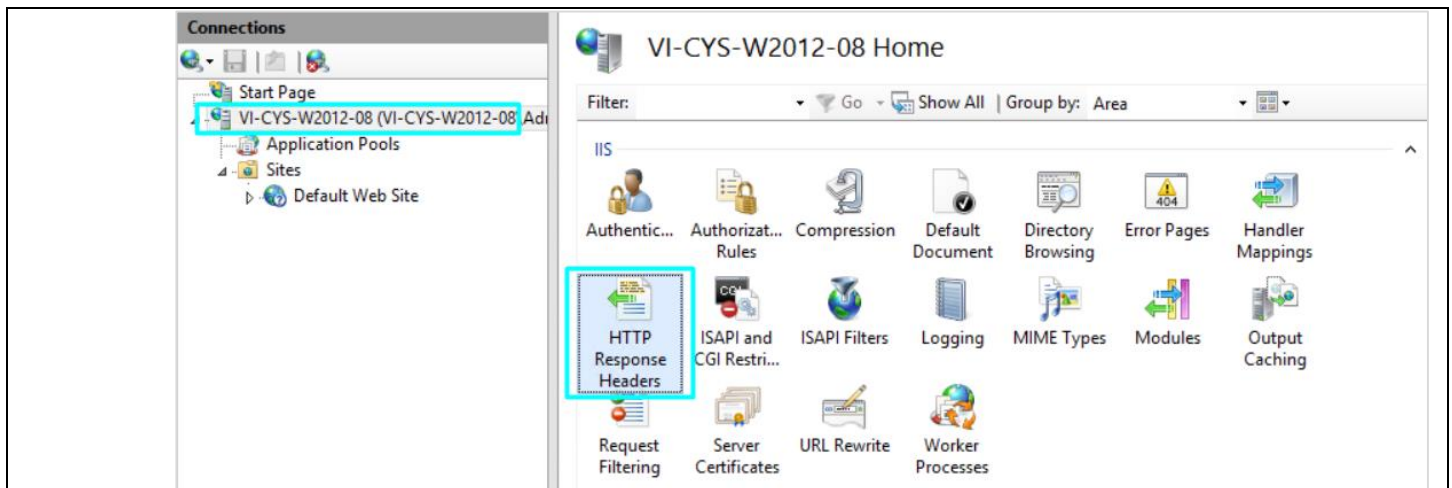 Connections
Start Page
VI-CYS-W2012-08 (VI-CYS-W2012-08\Adı
Application Pools
Sites
Default Web Site
VI-CYS-W2012-08 Home
Filter: Go Show All Group by: Area
IIS
Authentic... Authorizat... Rules Compression Default Document Directory Browsing Error Pages Handler Mappings
404
CGI
HTTP Response Headers ISAPI and CGI Restri... ISAPI Filters Logging MIME Types Modules Output Caching
Request Filtering Server Certificates URL Rewrite Worker Processes